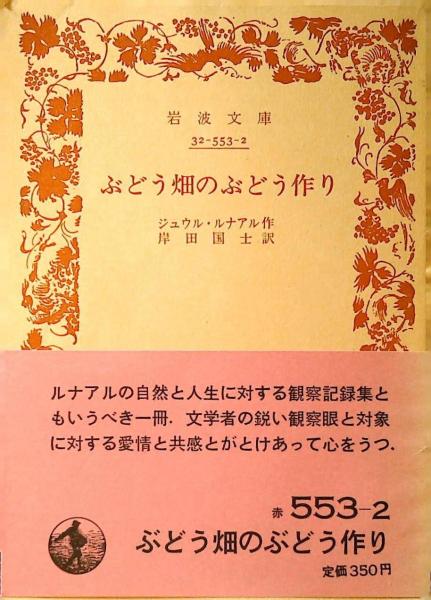 岩波文庫
32-553-2
ぶどう畑のぶどう作り
ジュウル・ルナアル作
岸田国士訳
ルナアルの自然と人生に対する観察記録集と
もいうべき一冊．文学者の鋭い観察眼と対象
に対する愛情と共感とがとけあって心をうつ．
赤 553-2
ぶどう畑のぶどう作り
定価350円